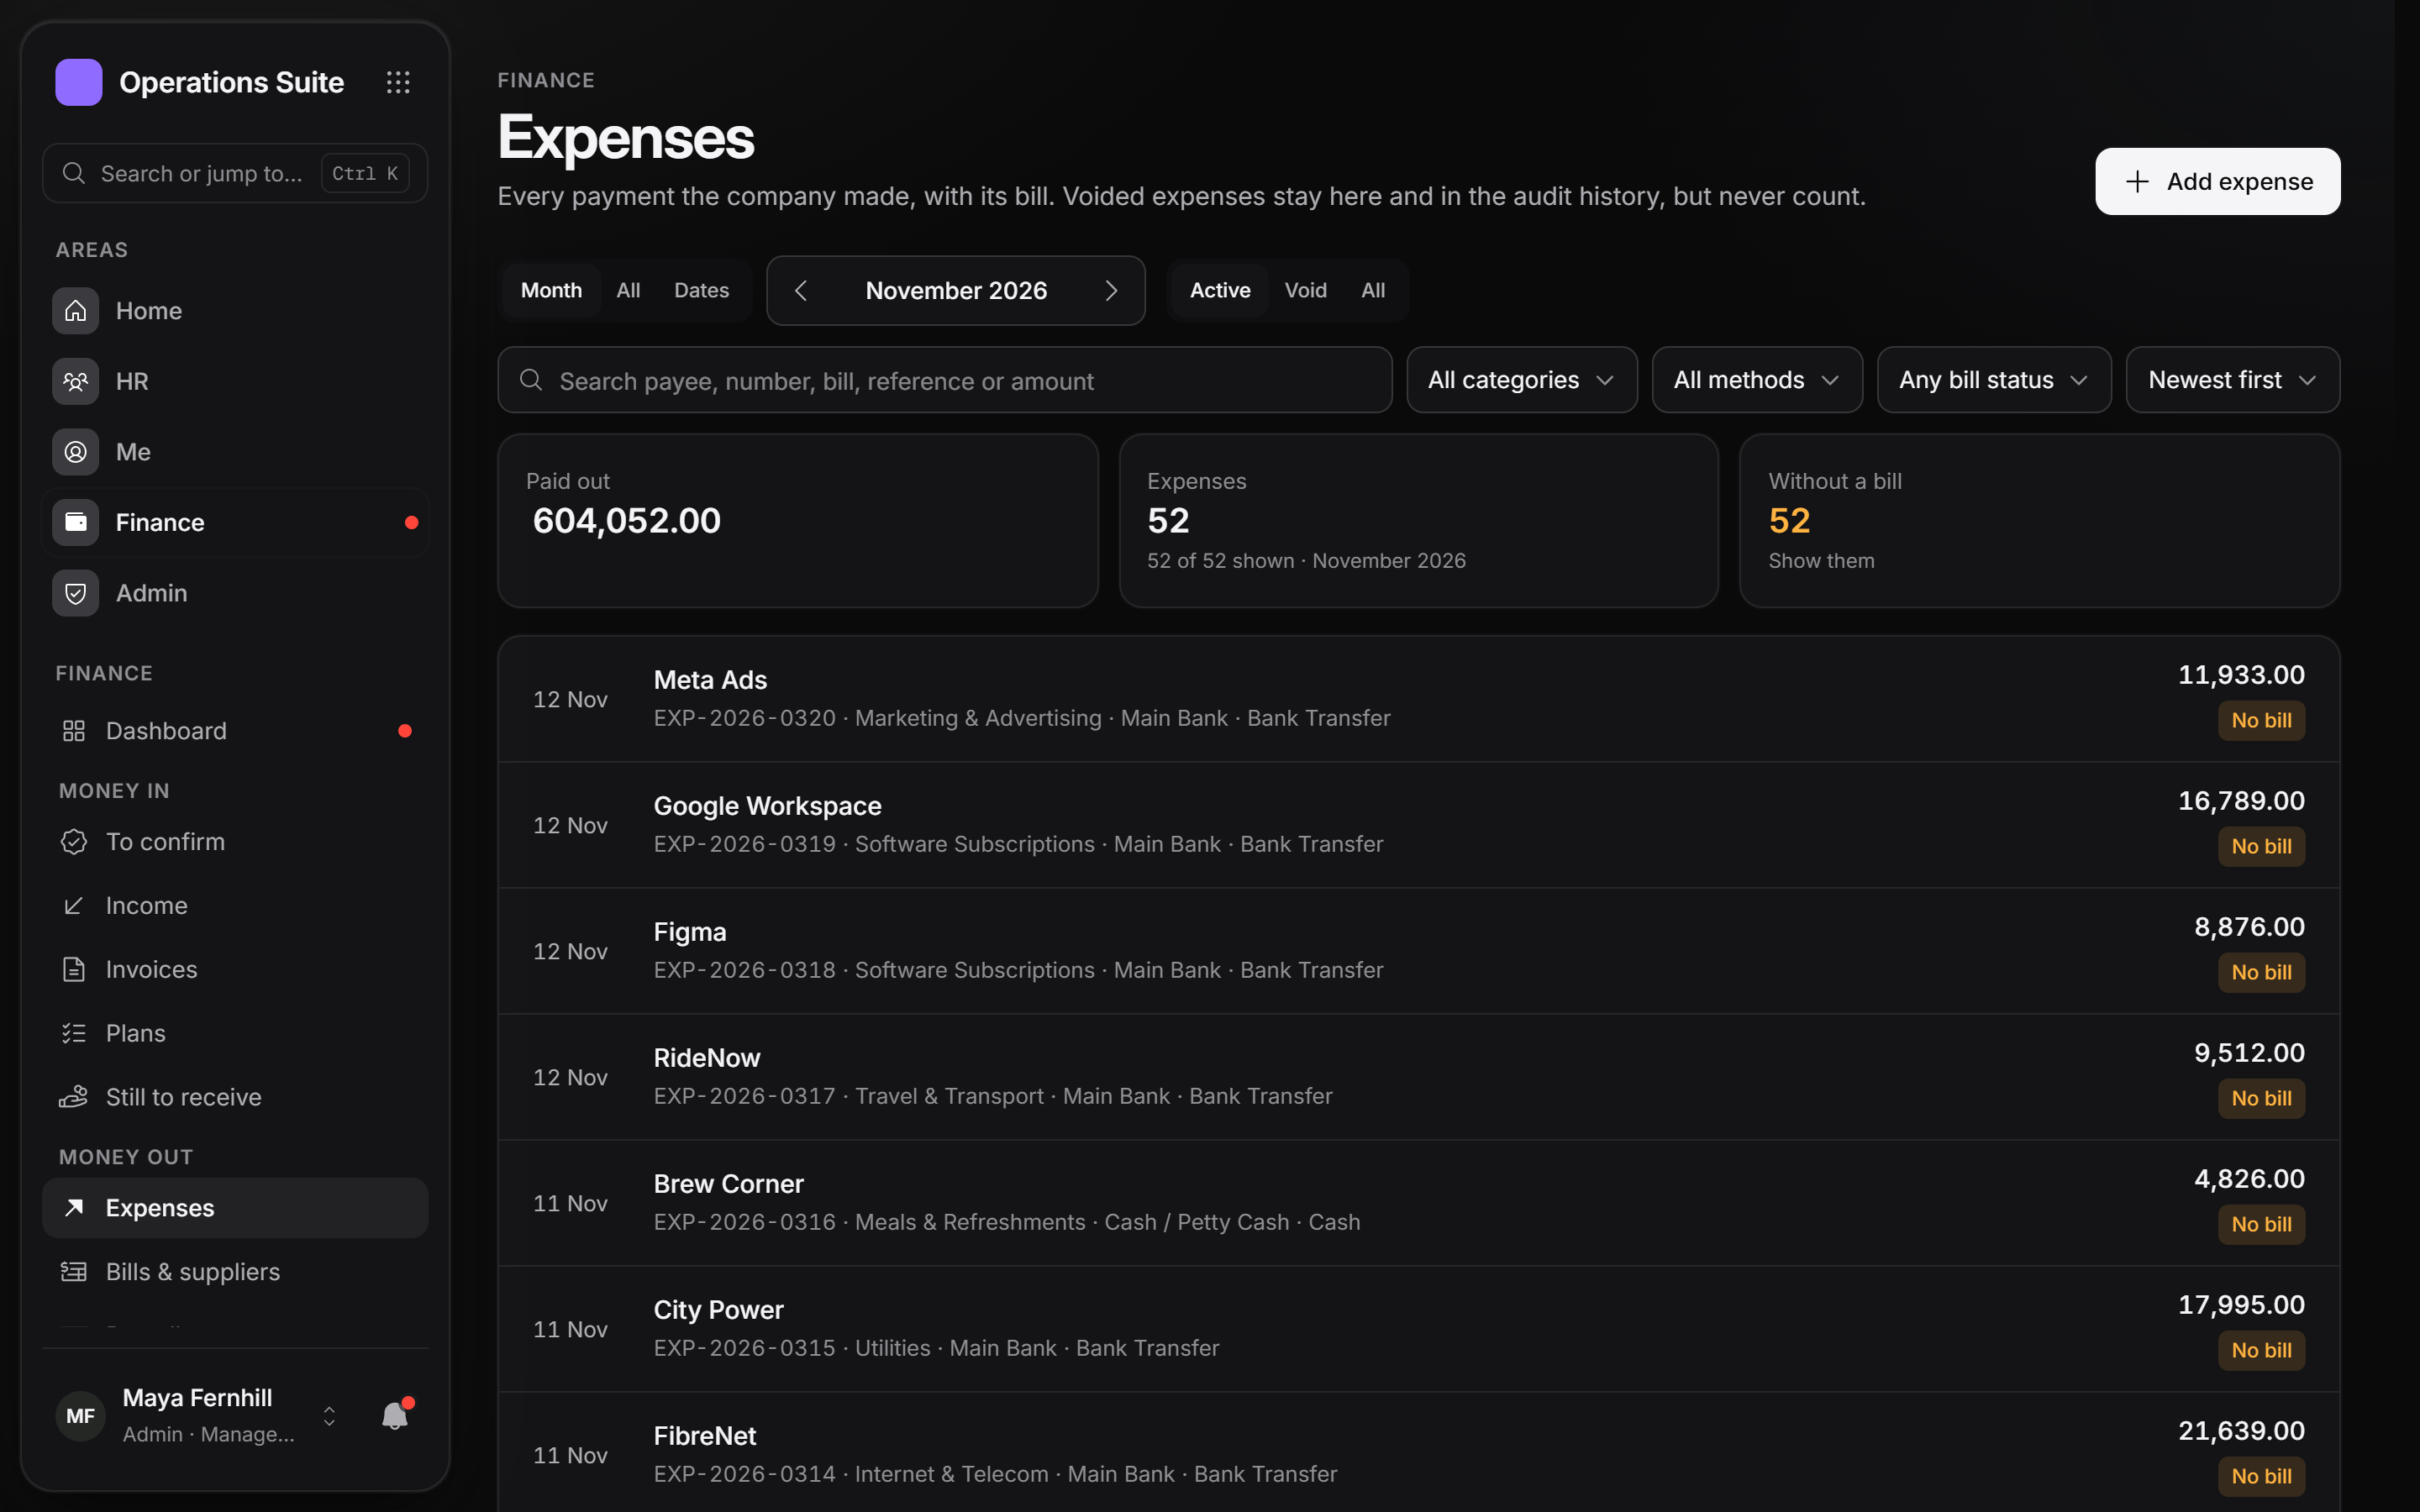 Operations Suite
Search or jump to... Ctrl K
AREAS
Home
HR
Me
Finance
Admin
FINANCE
Dashboard
MONEY IN
To confirm
Income
Invoices
Plans
Still to receive
MONEY OUT
Expenses
Bills & suppliers
MF
Maya Fernhill
Admin · Manage...
FINANCE
Expenses
Every payment the company made, with its bill. Voided expenses stay here and in the audit history, but never count.
Add expense
Month All Dates
November 2026
Active Void All
Search payee, number, bill, reference or amount
All categories
All methods
Any bill status
Newest first
Paid out
604,052.00
Expenses
52
52 of 52 shown · November 2026
Without a bill
52
Show them
12 Nov
Meta Ads
EXP-2026-0320 · Marketing & Advertising · Main Bank · Bank Transfer
11,933.00
No bill
12 Nov
Google Workspace
EXP-2026-0319 · Software Subscriptions · Main Bank · Bank Transfer
16,789.00
No bill
12 Nov
Figma
EXP-2026-0318 · Software Subscriptions · Main Bank · Bank Transfer
8,876.00
No bill
12 Nov
RideNow
EXP-2026-0317 · Travel & Transport · Main Bank · Bank Transfer
9,512.00
No bill
11 Nov
Brew Corner
EXP-2026-0316 · Meals & Refreshments · Cash / Petty Cash · Cash
4,826.00
No bill
11 Nov
City Power
EXP-2026-0315 · Utilities · Main Bank · Bank Transfer
17,995.00
No bill
11 Nov
FibreNet
EXP-2026-0314 · Internet & Telecom · Main Bank · Bank Transfer
21,639.00
No bill